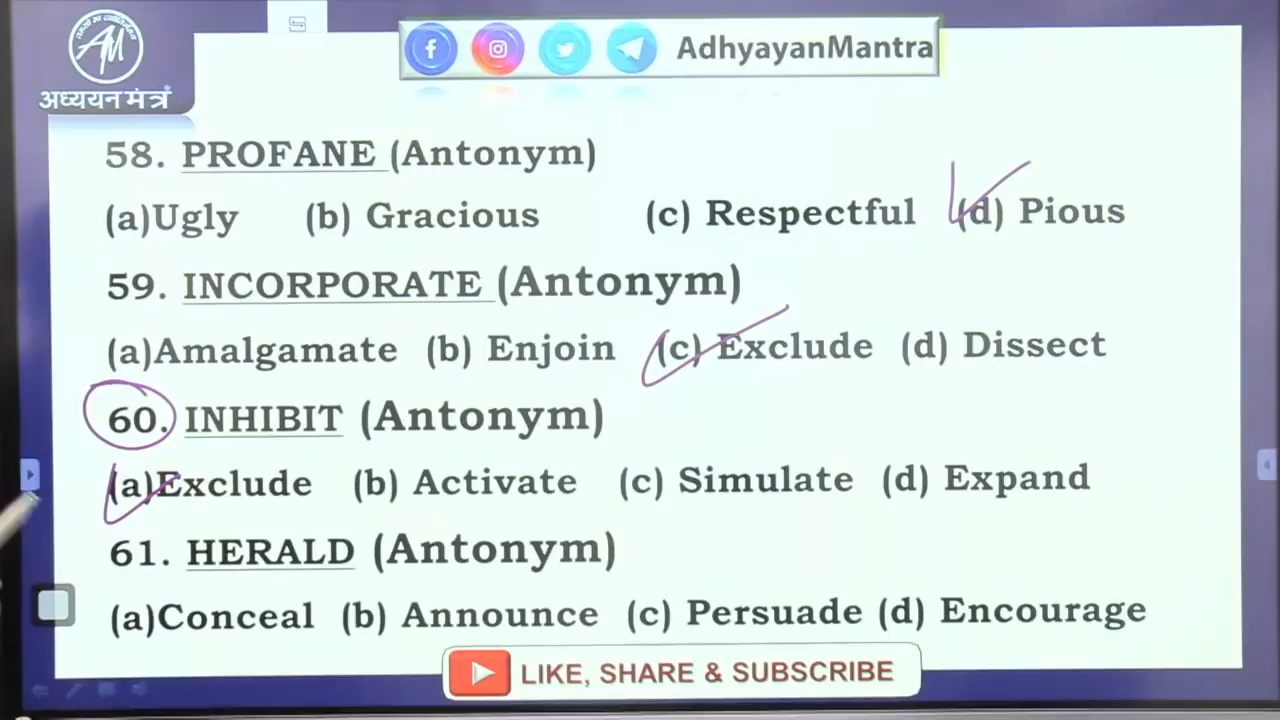 AM
अध्ययन मंत्रं
AdhyayanMantra
58. PROFANE (Antonym)
(a)Ugly (b) Gracious (c) Respectful (d) Pious
59. INCORPORATE (Antonym)
(a)Amalgamate (b) Enjoin (c) Exclude (d) Dissect
60. INHIBIT (Antonym)
(a)Exclude (b) Activate (c) Simulate (d) Expand
61. HERALD (Antonym)
(a)Conceal (b) Announce (c) Persuade (d) Encourage
LIKE, SHARE & SUBSCRIBE